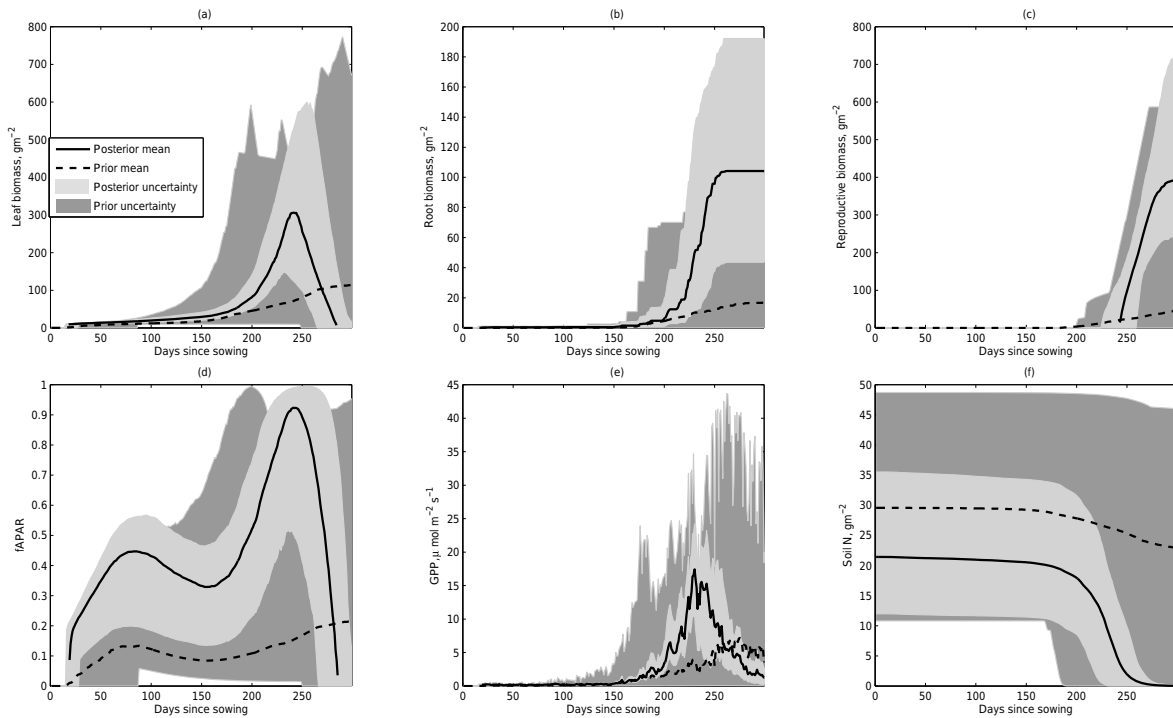 (a)
800
700
600
500
400
300
200
100
0
Leaf biomass, gm⁻²
Posterior mean
Prior mean
Posterior uncertainty
Prior uncertainty
0 50 100 150 200 250
Days since sowing
(b)
200
180
160
140
120
100
80
60
40
20
0
Root biomass, gm⁻²
0 50 100 150 200 250
Days since sowing
(c)
800
700
600
500
400
300
200
100
0
Reproductive biomass, gm⁻²
0 50 100 150 200 250
Days since sowing
(d)
1
0.9
0.8
0.7
0.6
0.5
0.4
0.3
0.2
0.1
0
fAPAR
0 50 100 150 200 250
Days since sowing
(e)
45
40
35
30
25
20
15
10
5
0
GPP, μ mol m⁻² s⁻¹
0 50 100 150 200 250
Days since sowing
(f)
50
45
40
35
30
25
20
15
10
5
0
Soil N, gm⁻²
0 50 100 150 200 250
Days since sowing